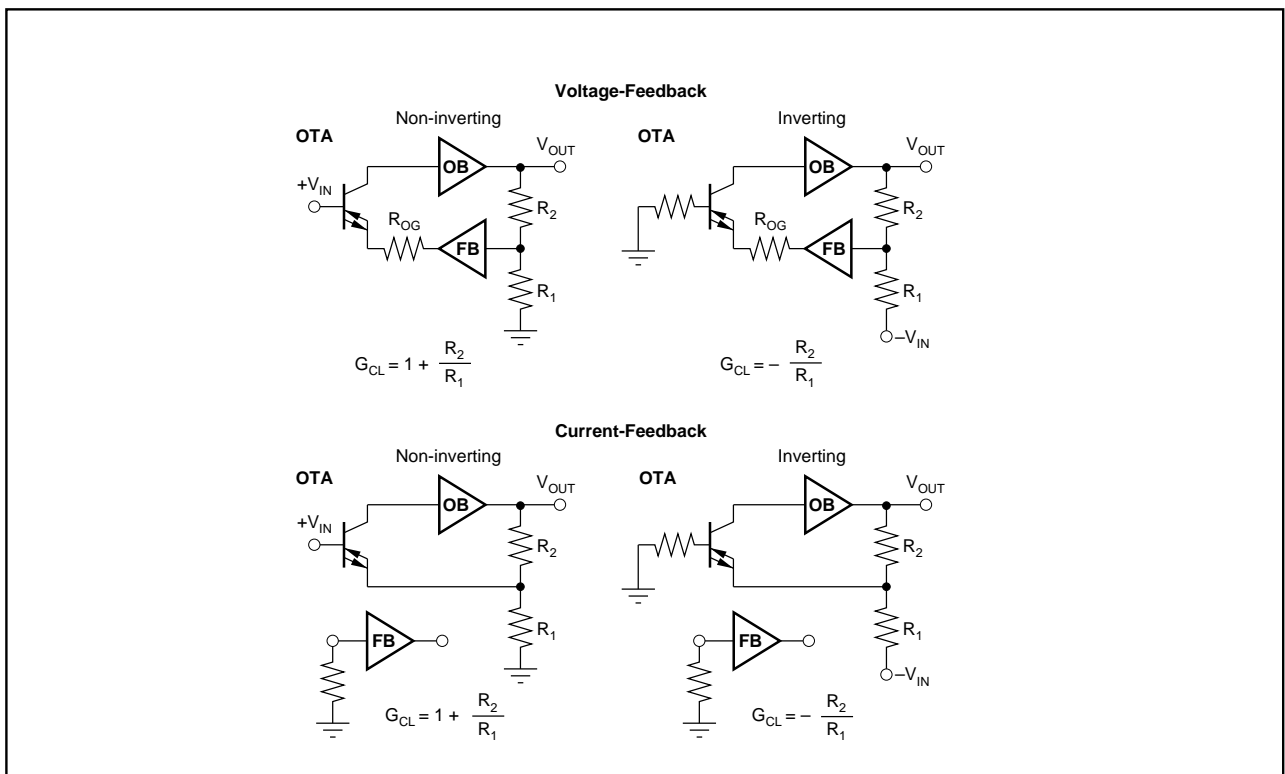 Voltage-Feedback
Non-inverting
OTA
OB
V_OUT
+V_IN
R_OG
FB
R_2
R_1
G_CL = 1 + R_2 / R_1
Inverting
OTA
OB
V_OUT
R_OG
FB
R_2
R_1
–V_IN
G_CL = – R_2 / R_1
Current-Feedback
Non-inverting
OTA
OB
V_OUT
+V_IN
R_2
R_1
FB
G_CL = 1 + R_2 / R_1
Inverting
OTA
OB
V_OUT
R_2
R_1
FB
–V_IN
G_CL = – R_2 / R_1